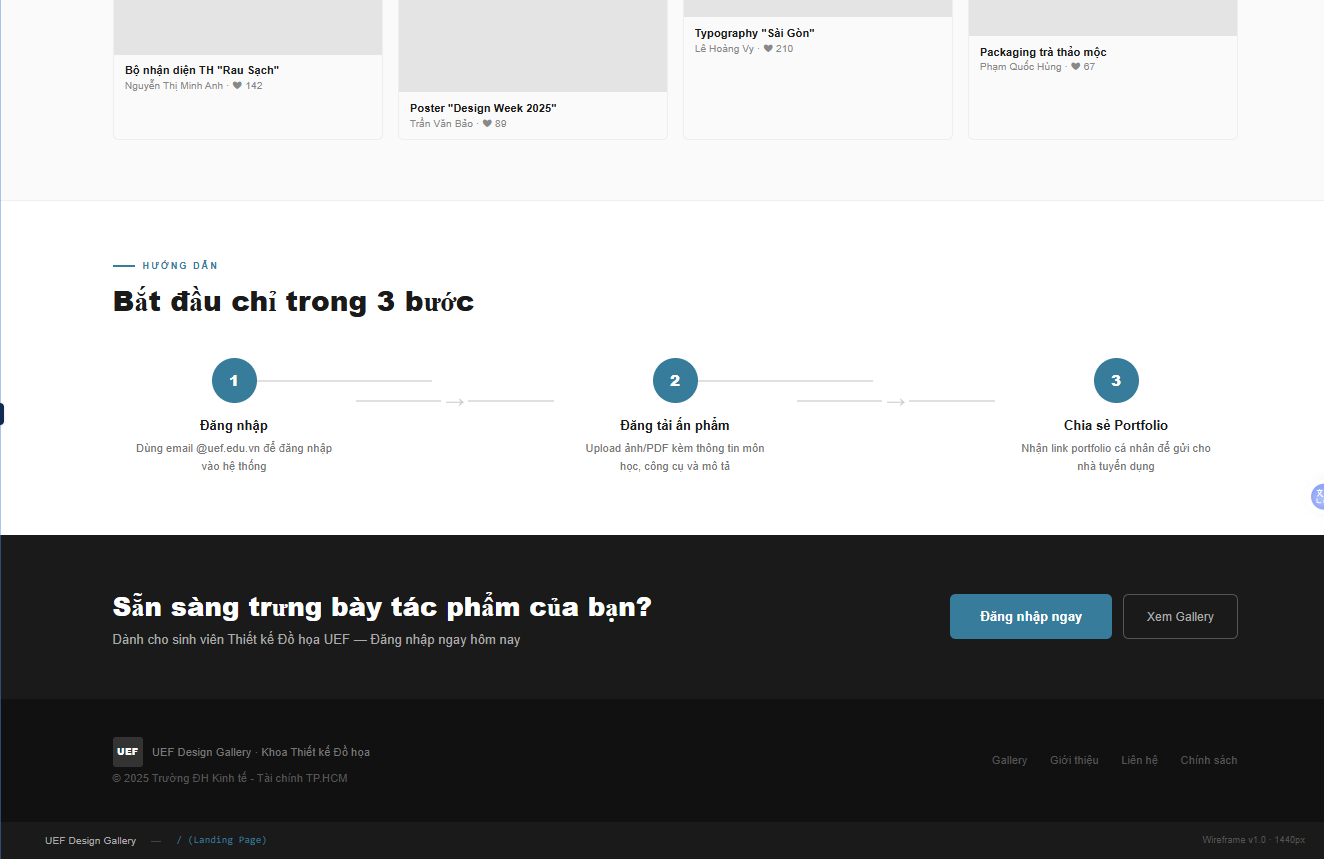 Bộ nhận diện TH "Rau Sạch"
Nguyễn Thị Minh Anh · ♥ 142
Poster "Design Week 2025"
Trần Văn Bảo · ♥ 89
Typography "Sài Gòn"
Lê Hoàng Vy · ♥ 210
Packaging trà thảo mộc
Phạm Quốc Hùng · ♥ 67
HƯỚNG DẪN
Bắt đầu chỉ trong 3 bước
1
Đăng nhập
Dùng email @uef.edu.vn để đăng nhập
vào hệ thống
→
2
Đăng tải ấn phẩm
Upload ảnh/PDF kèm thông tin môn
học, công cụ và mô tả
→
3
Chia sẻ Portfolio
Nhận link portfolio cá nhân để gửi cho
nhà tuyển dụng
Sẵn sàng trưng bày tác phẩm của bạn?
Dành cho sinh viên Thiết kế Đồ họa UEF — Đăng nhập ngay hôm nay
Đăng nhập ngay
Xem Gallery
UEF
UEF Design Gallery · Khoa Thiết kế Đồ họa
© 2025 Trường ĐH Kinh tế - Tài chính TP.HCM
Gallery Giới thiệu Liên hệ Chính sách
UEF Design Gallery — / (Landing Page)
Wireframe v1.0 · 1440px